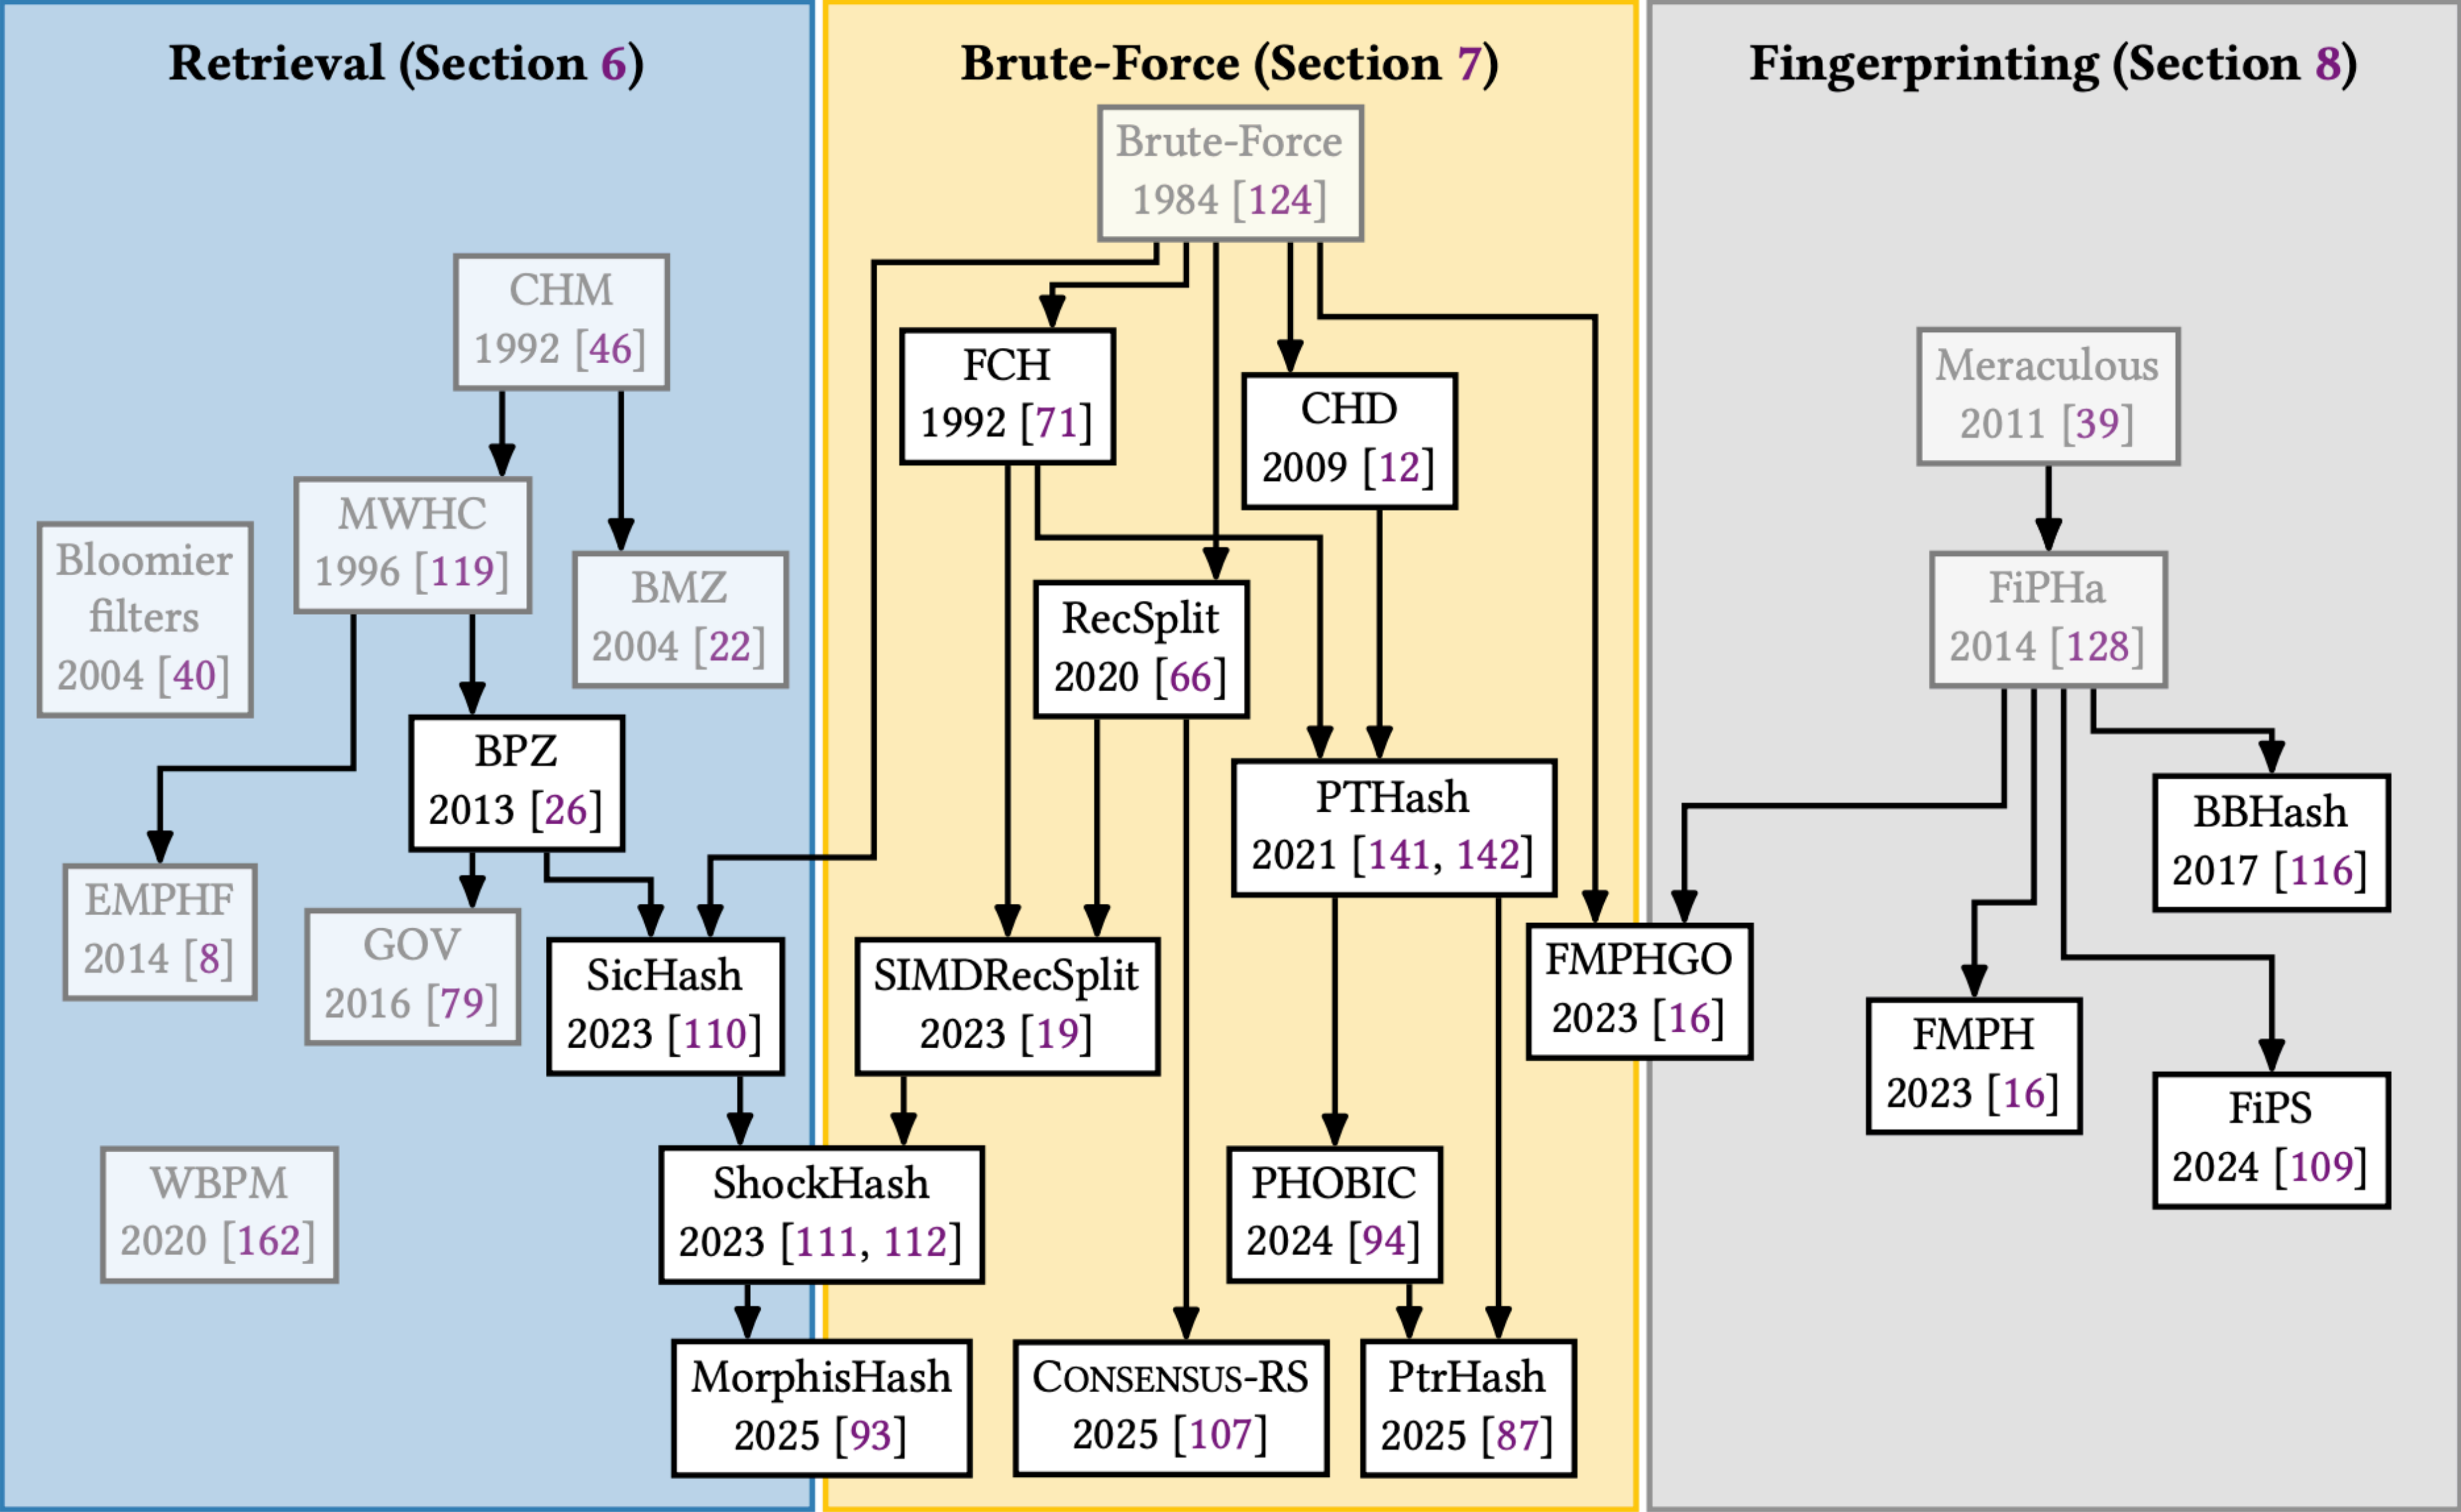 Retrieval (Section 6)
CHM
1992 [46]
MWHC
1996 [119]
Bloomier
filters
2004 [40]
BMZ
2004 [22]
BPZ
2013 [26]
EMPHF
2014 [8]
GOV
2016 [79]
SicHash
2023 [110]
WBPM
2020 [162]
ShockHash
2023 [111, 112]
MorphisHash
2025 [93]
Brute-Force (Section 7)
Brute-Force
1984 [124]
FCH
1992 [71]
CHD
2009 [12]
RecSplit
2020 [66]
PTHash
2021 [141, 142]
SIMDRecSplit
2023 [19]
FMPHGO
2023 [16]
PHOBIC
2024 [94]
CONSENSUS-RS
2025 [107]
PtrHash
2025 [87]
Fingerprinting (Section 8)
Meraculous
2011 [39]
FiPHa
2014 [128]
BBHash
2017 [116]
FMPH
2023 [16]
FiPS
2024 [109]